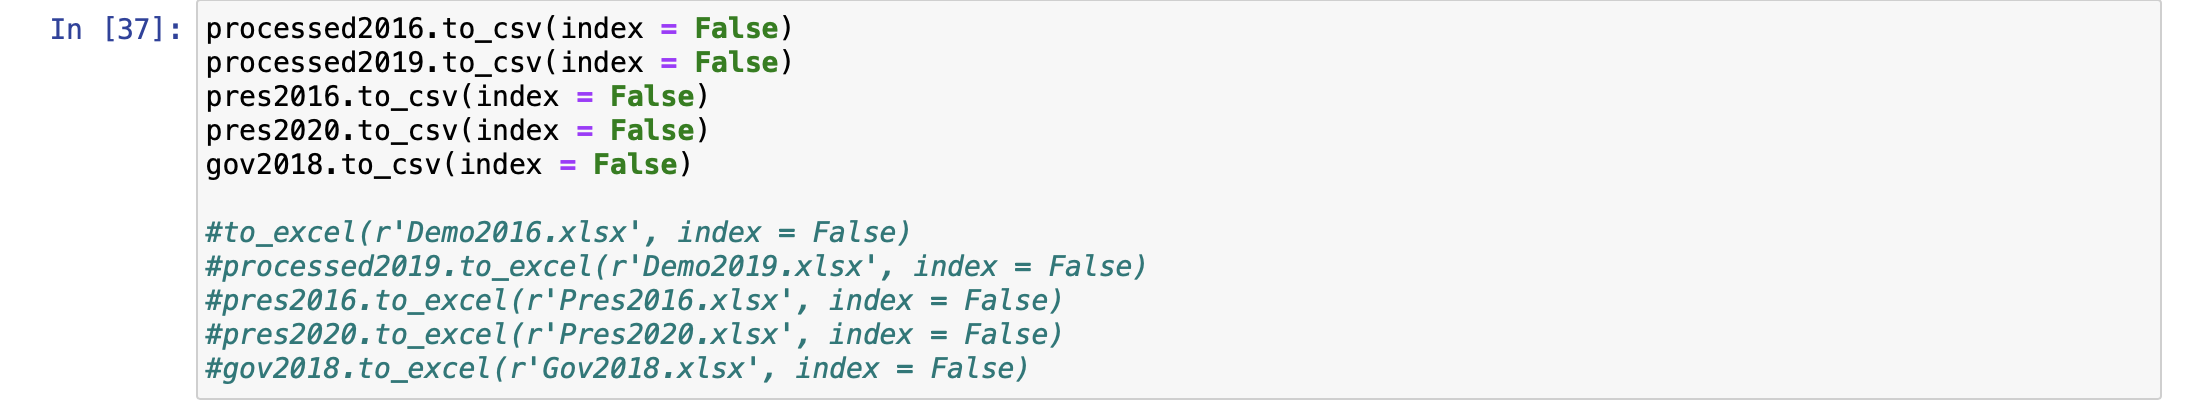 In [37]: processed2016.to_csv(index = False)
processed2019.to_csv(index = False)
pres2016.to_csv(index = False)
pres2020.to_csv(index = False)
gov2018.to_csv(index = False)
#to_excel(r'Demo2016.xlsx', index = False)
#processed2019.to_excel(r'Demo2019.xlsx', index = False)
#pres2016.to_excel(r'Pres2016.xlsx', index = False)
#pres2020.to_excel(r'Pres2020.xlsx', index = False)
#gov2018.to_excel(r'Gov2018.xlsx', index = False)